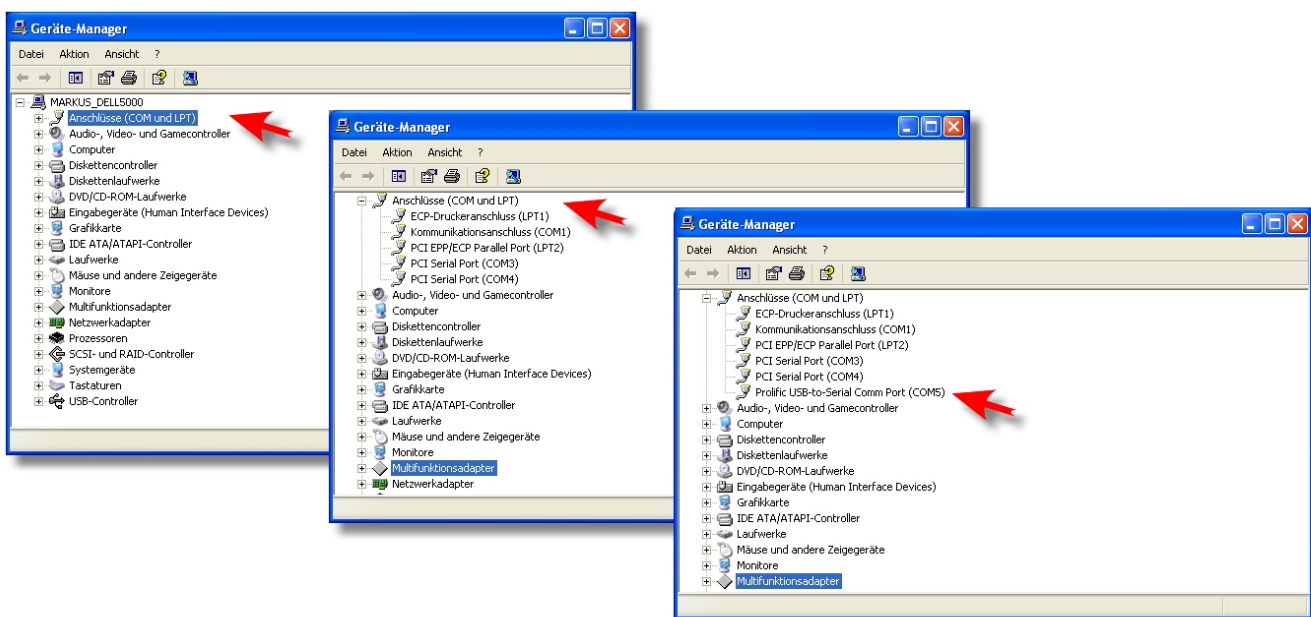 Geräte-Manager
Datei Aktion Ansicht ?
MARKUS_DELL5000
Anschlüsse (COM und LPT)
Audio-, Video- und Gamecontroller
Computer
Diskettencontroller
Diskettenlaufwerke
DVD/CD-ROM-Laufwerke
Eingabegeräte (Human Interface Devices)
Grafikkarte
IDE ATA/ATAPI-Controller
Laufwerke
Mäuse und andere Zeigegeräte
Monitore
Multifunktionsadapter
Netzwerkadapter
Prozessoren
SCSI- und RAID-Controller
Systemgeräte
Tastaturen
USB-Controller
Geräte-Manager
Datei Aktion Ansicht ?
Anschlüsse (COM und LPT)
ECP-Druckeranschluss (LPT1)
Kommunikationsanschluss (COM1)
PCI EPP/ECP Parallel Port (LPT2)
PCI Serial Port (COM3)
PCI Serial Port (COM4)
Audio-, Video- und Gamecontroller
Computer
Diskettencontroller
Diskettenlaufwerke
DVD/CD-ROM-Laufwerke
Eingabegeräte (Human Interface Devices)
Grafikkarte
IDE ATA/ATAPI-Controller
Laufwerke
Mäuse und andere Zeigegeräte
Monitore
Multifunktionsadapter
Netzwerkadapter
Geräte-Manager
Datei Aktion Ansicht ?
Anschlüsse (COM und LPT)
ECP-Druckeranschluss (LPT1)
Kommunikationsanschluss (COM1)
PCI EPP/ECP Parallel Port (LPT2)
PCI Serial Port (COM3)
PCI Serial Port (COM4)
Prolific USB-to-Serial Comm Port (COM5)
Audio-, Video- und Gamecontroller
Computer
Diskettencontroller
Diskettenlaufwerke
DVD/CD-ROM-Laufwerke
Eingabegeräte (Human Interface Devices)
Grafikkarte
IDE ATA/ATAPI-Controller
Laufwerke
Mäuse und andere Zeigegeräte
Monitore
Multifunktionsadapter